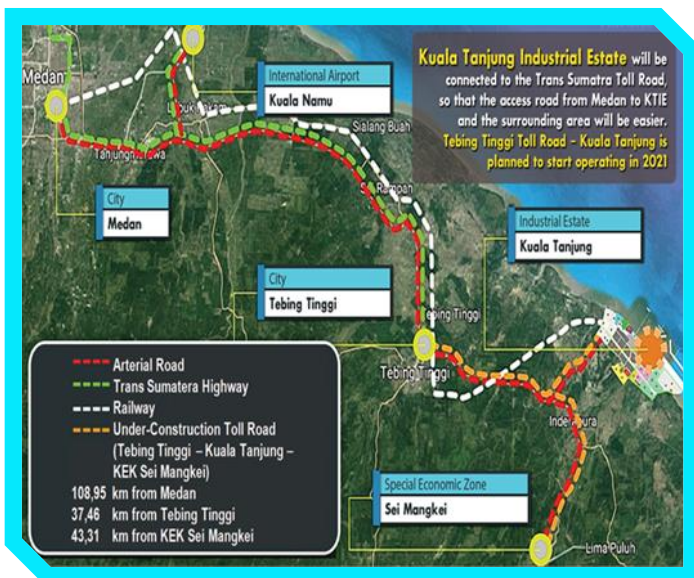 Kuala Tanjung Industrial Estate will be
connected to the Trans Sumatra Toll Road,
so that the access road from Medan to KTIE
and the surrounding area will be easier.
Tebing Tinggi Toll Road – Kuala Tanjung is
planned to start operating in 2021
International Airport
Kuala Namu
Medan
Sialang Buah
City
Medan
Industrial Estate
Kuala Tanjung
City
Tebing Tinggi
Tebing Tinggi
Arterial Road
Trans Sumatera Highway
Railway
Under-Construction Toll Road
(Tebing Tinggi – Kuala Tanjung –
KEK Sei Mangkei)
108,95 km from Medan
37,46 km from Tebing Tinggi
43,31 km from KEK Sei Mangkei
Special Economic Zone
Sei Mangkei
Lima Puluh